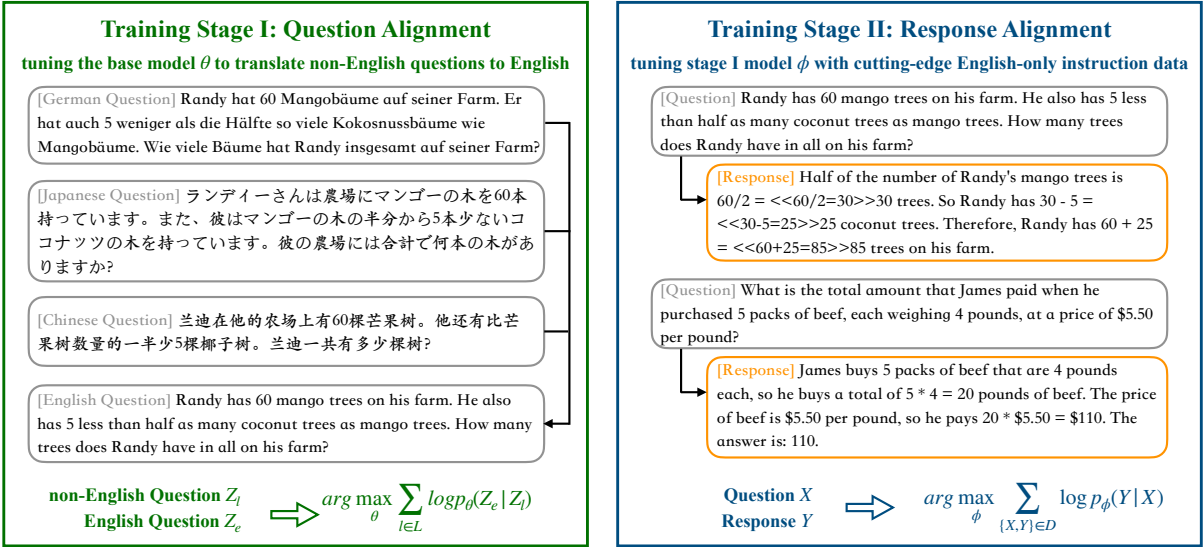 Training Stage I: Question Alignment
tuning the base model θ to translate non-English questions to English
[German Question] Randy hat 60 Mangobäume auf seiner Farm. Er
hat auch 5 weniger als die Hälfte so viele Kokosnussbäume wie
Mangobäume. Wie viele Bäume hat Randy insgesamt auf seiner Farm?
[Japanese Question] ランディーさんは農場にマンゴーの木を60本
持っています。また、彼はマンゴーの木の半分から5本少ないコ
コナッツの木を持っています。彼の農場には合計で何本の木があ
りますか?
[Chinese Question] 兰迪在他的农场上有60棵芒果树。他还有比芒
果树数量的一半少5棵椰子树。兰迪一共有多少棵树?
[English Question] Randy has 60 mango trees on his farm. He also
has 5 less than half as many coconut trees as mango trees. How many
trees does Randy have in all on his farm?
non-English Question Z_l
English Question Z_e
arg max_θ ∑_{l∈L} logp_θ(Z_e|Z_l)
Training Stage II: Response Alignment
tuning stage I model ϕ with cutting-edge English-only instruction data
[Question] Randy has 60 mango trees on his farm. He also has 5 less
than half as many coconut trees as mango trees. How many trees
does Randy have in all on his farm?
[Response] Half of the number of Randy's mango trees is
60/2 = <<60/2=30>>30 trees. So Randy has 30 - 5 =
<<30-5=25>>25 coconut trees. Therefore, Randy has 60 + 25
= <<60+25=85>>85 trees on his farm.
[Question] What is the total amount that James paid when he
purchased 5 packs of beef, each weighing 4 pounds, at a price of $5.50
per pound?
[Response] James buys 5 packs of beef that are 4 pounds
each, so he buys a total of 5 * 4 = 20 pounds of beef. The price
of beef is $5.50 per pound, so he pays 20 * $5.50 = $110. The
answer is: 110.
Question X
Response Y
arg max_ϕ ∑_{{X,Y}∈D} log p_ϕ(Y|X)